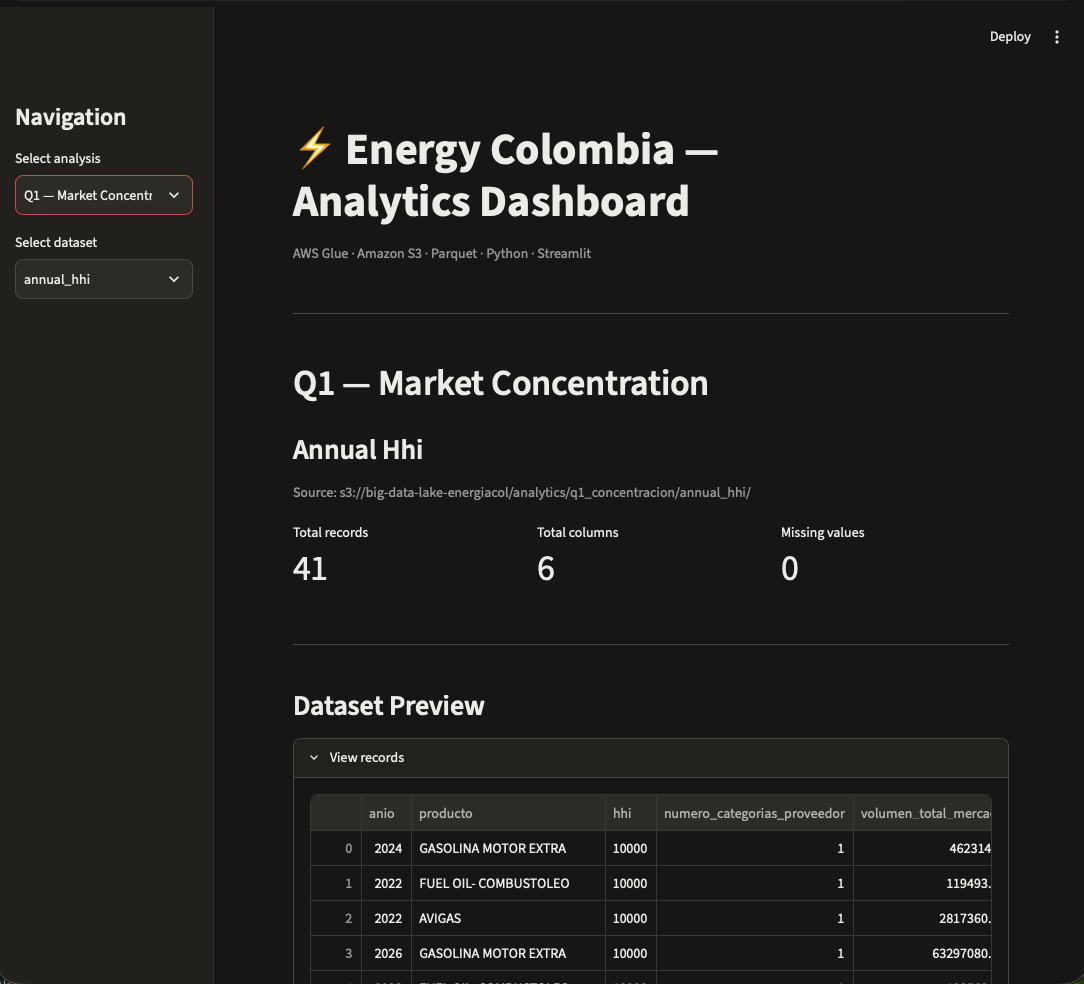 Deploy
Navigation
Select analysis
Q1 — Market Concentr
Select dataset
annual_hhi
⚡ Energy Colombia —
Analytics Dashboard
AWS Glue · Amazon S3 · Parquet · Python · Streamlit
Q1 — Market Concentration
Annual Hhi
Source: s3://big-data-lake-energiacol/analytics/q1_concentracion/annual_hhi/
Total records Total columns Missing values
41 6 0
Dataset Preview
View records
anio producto hhi numero_categorias_proveedor volumen_total_merca
0 2024 GASOLINA MOTOR EXTRA 10000 1 462314
1 2022 FUEL OIL- COMBUSTOLEO 10000 1 119493.
2 2022 AVIGAS 10000 1 2817360.
3 2026 GASOLINA MOTOR EXTRA 10000 1 63297080.